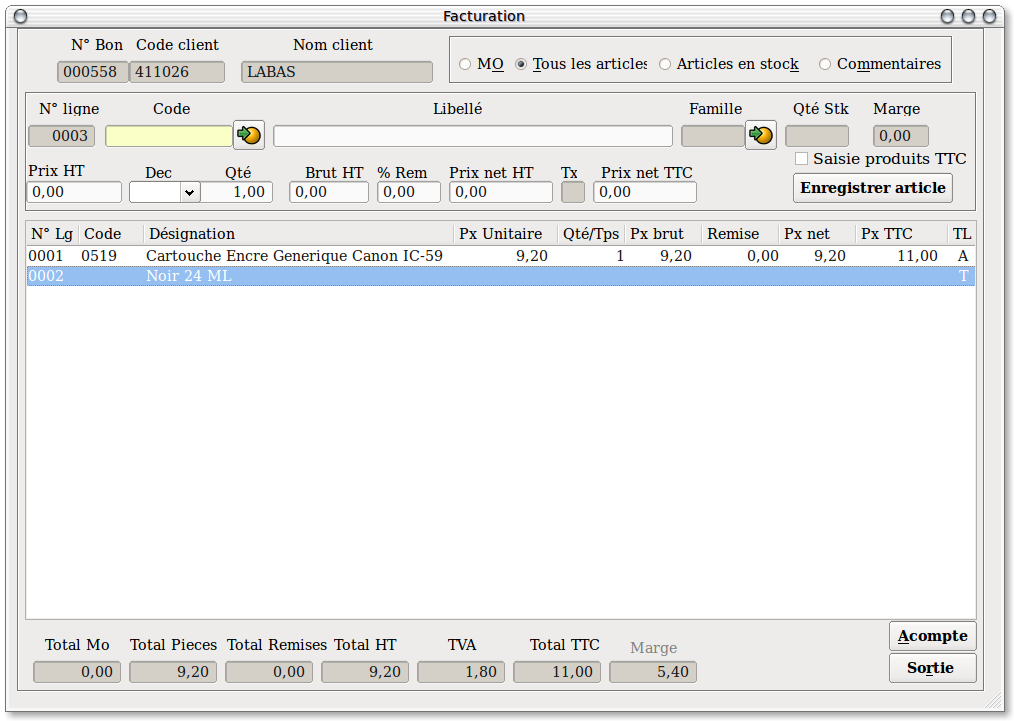 Facturation
N° Bon Code client Nom client
000558 411026 LABAS
MO Tous les articles Articles en stock Commentaires
N° ligne Code Libellé Famille Qté Stk Marge
0003 0,00
Saisie produits TTC
Prix HT Dec Qté Brut HT % Rem Prix net HT Tx Prix net TTC
0,00 1,00 0,00 0,00 0,00 0,00 Enregistrer article
N° Lg Code Désignation Px Unitaire Qté/Tps Px brut Remise Px net Px TTC TL
0001 0519 Cartouche Encre Generique Canon IC-59 9,20 1 9,20 0,00 9,20 11,00 A
0002 Noir 24 ML T
Total Mo Total Pieces Total Remises Total HT TVA Total TTC Marge
0,00 9,20 0,00 9,20 1,80 11,00 5,40
Acompte
Sortie